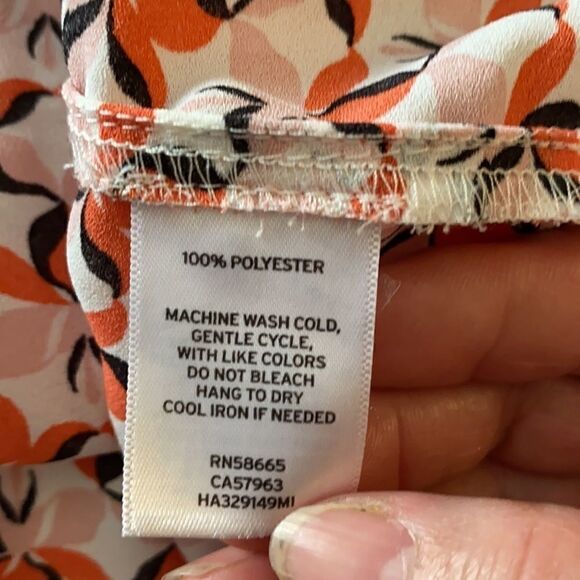 100% POLYESTER
MACHINE WASH COLD,
GENTLE CYCLE,
WITH LIKE COLORS
DO NOT BLEACH
HANG TO DRY
COOL IRON IF NEEDED
RN58665
CA57963
HA329149MI